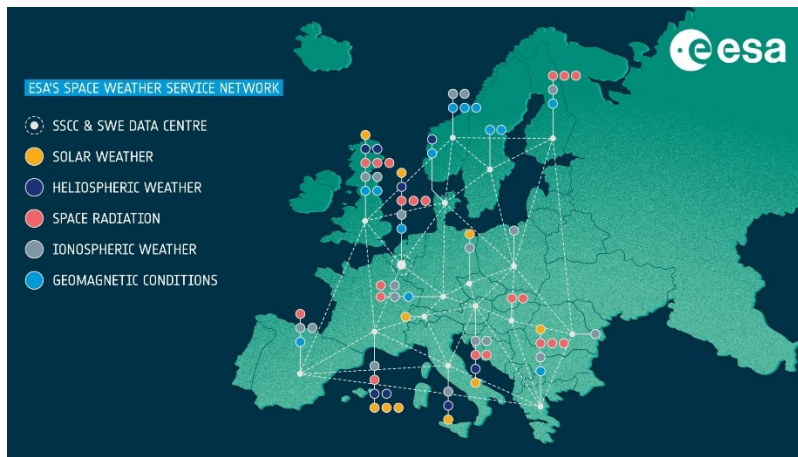 esa
ESA'S SPACE WEATHER SERVICE NETWORK
SSCC & SWE DATA CENTRE
SOLAR WEATHER
HELIOSPHERIC WEATHER
SPACE RADIATION
IONOSPHERIC WEATHER
GEOMAGNETIC CONDITIONS